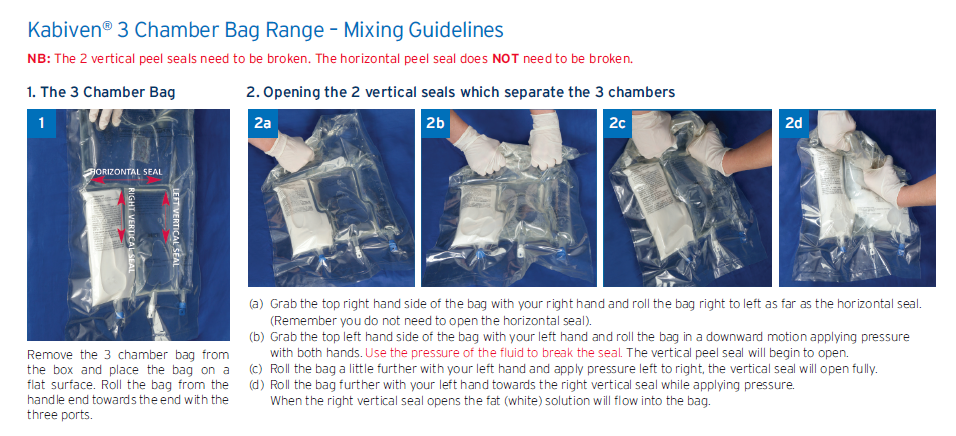 Kabiven® 3 Chamber Bag Range – Mixing Guidelines
NB: The 2 vertical peel seals need to be broken. The horizontal peel seal does NOT need to be broken.
1. The 3 Chamber Bag
1
HORIZONTAL SEAL
RIGHT VERTICAL SEAL
LEFT VERTICAL SEAL
Remove the 3 chamber bag from
the box and place the bag on a
flat surface. Roll the bag from the
handle end towards the end with the
three ports.
2. Opening the 2 vertical seals which separate the 3 chambers
2a
2b
2c
2d
(a) Grab the top right hand side of the bag with your right hand and roll the bag right to left as far as the horizontal seal.
(Remember you do not need to open the horizontal seal).
(b) Grab the top left hand side of the bag with your left hand and roll the bag in a downward motion applying pressure
with both hands. Use the pressure of the fluid to break the seal. The vertical peel seal will begin to open.
(c) Roll the bag a little further with your left hand and apply pressure left to right, the vertical seal will open fully.
(d) Roll the bag further with your left hand towards the right vertical seal while applying pressure.
When the right vertical seal opens the fat (white) solution will flow into the bag.